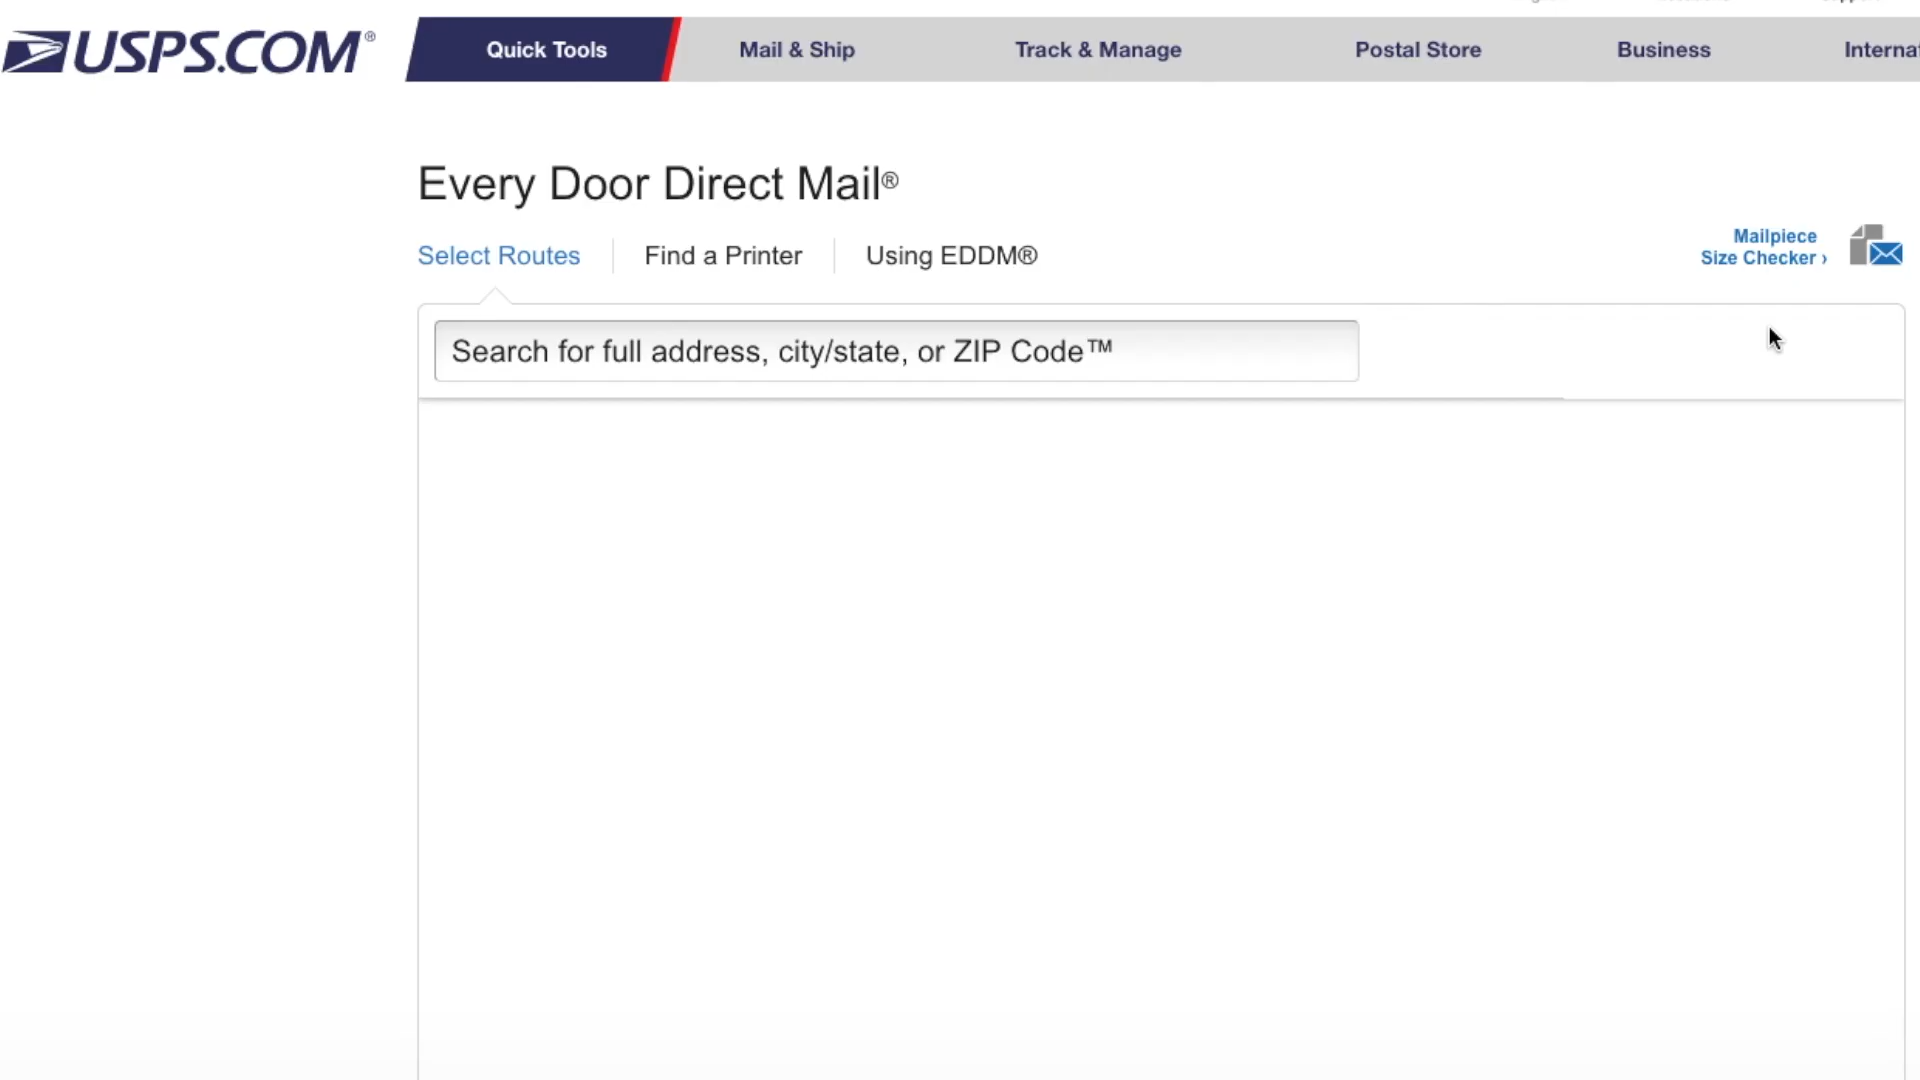 USPS.COM®
Quick Tools
Mail & Ship
Track & Manage
Postal Store
Business
Every Door Direct Mail®
Select Routes
Find a Printer
Using EDDM®
Mailpiece
Size Checker ›
Search for full address, city/state, or ZIP Code™